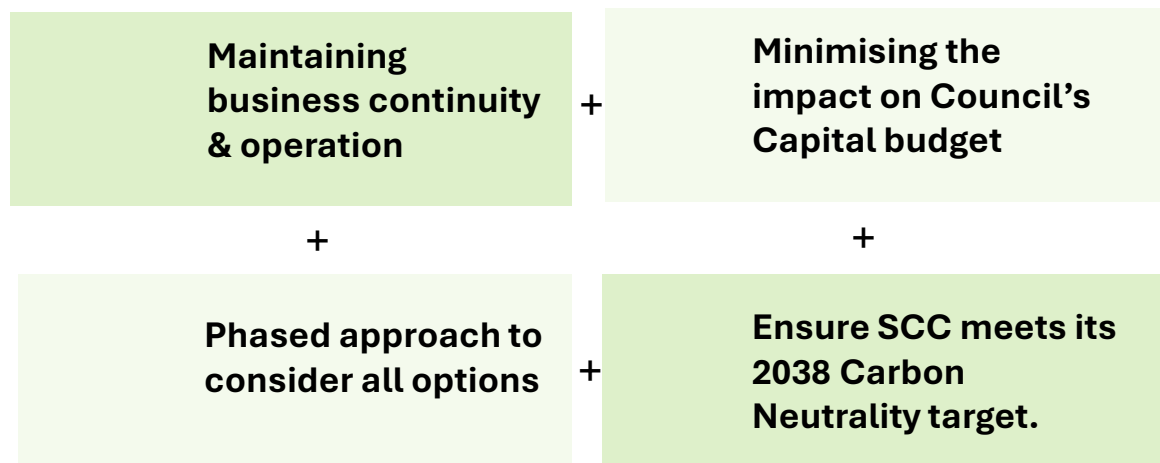 Maintaining
business continuity
& operation
+
Minimising the
impact on Council’s
Capital budget
+
+
Phased approach to
consider all options
+
Ensure SCC meets its
2038 Carbon
Neutrality target.